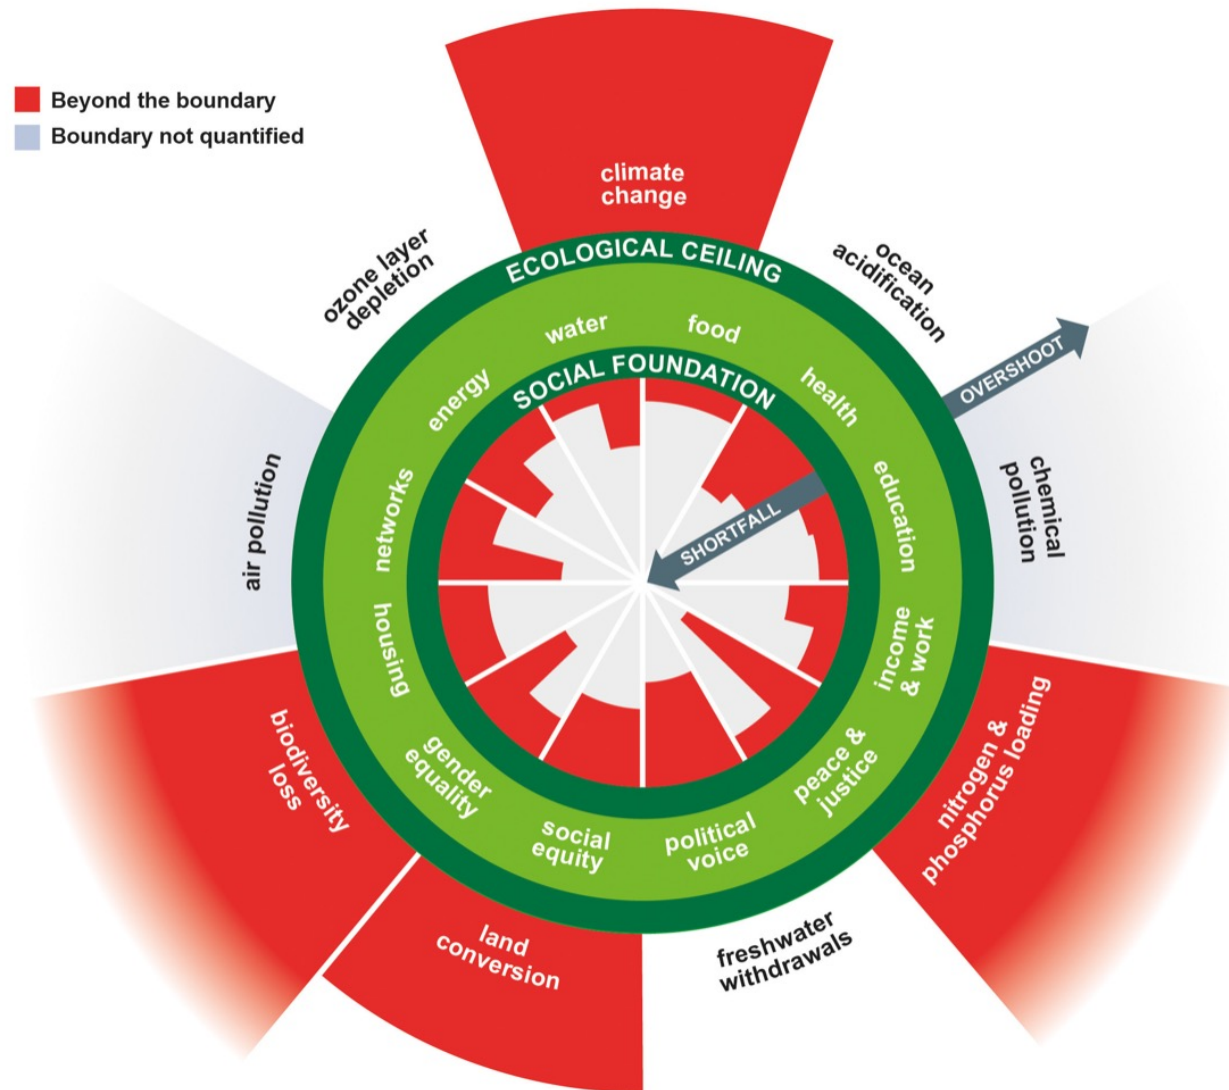 Beyond the boundary
Boundary not quantified
climate
change
ozone layer
depletion
ocean
acidification
ECOLOGICAL CEILING
water
food
SOCIAL FOUNDATION
energy
health
OVERSHOOT
networks
education
SHORTFALL
air pollution
chemical
pollution
housing
income
& work
biodiversity
loss
gender
equality
peace &
justice
nitrogen &
phosphorus loading
social
equity
political
voice
land
conversion
freshwater
withdrawals